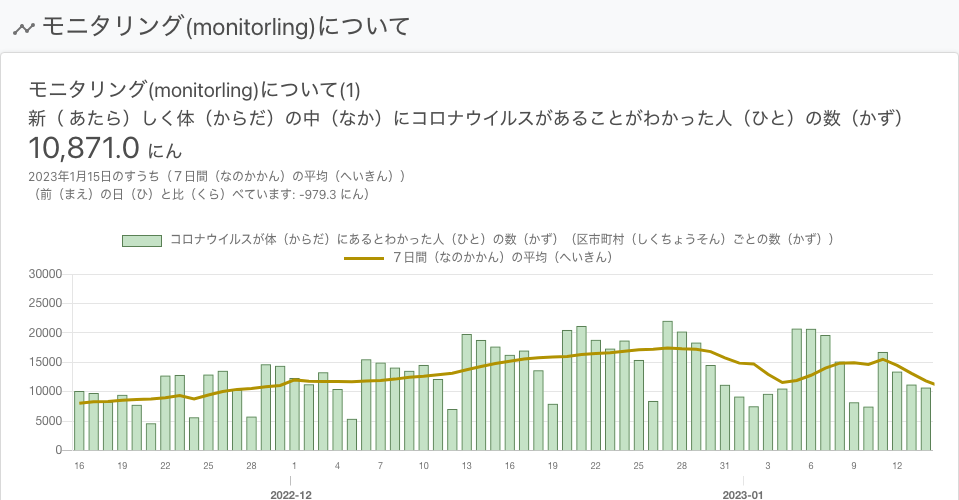 モニタリング(monitorling)について
モニタリング(monitorling)について(1)
新（ あたら）しく体（からだ）の中（なか）にコロナウイルスがあることがわかった人（ひと）の数（かず）
10,871.0 にん
2023年1月15日のすうち（７日間（なのかかん）の平均（へいきん））
（前（まえ）の日（ひ）と比（くら）べています: -979.3 にん）
コロナウイルスが体（からだ）にあるとわかった人（ひと）の数（かず）（区市町村（しくちょうそん）ごとの数（かず））
７日間（なのかかん）の平均（へいきん）
30000
25000
20000
15000
10000
5000
0
16 19 22 25 28 1 4 7 10 13 16 19 22 25 28 31 3 6 9 12
2022-12 2023-01